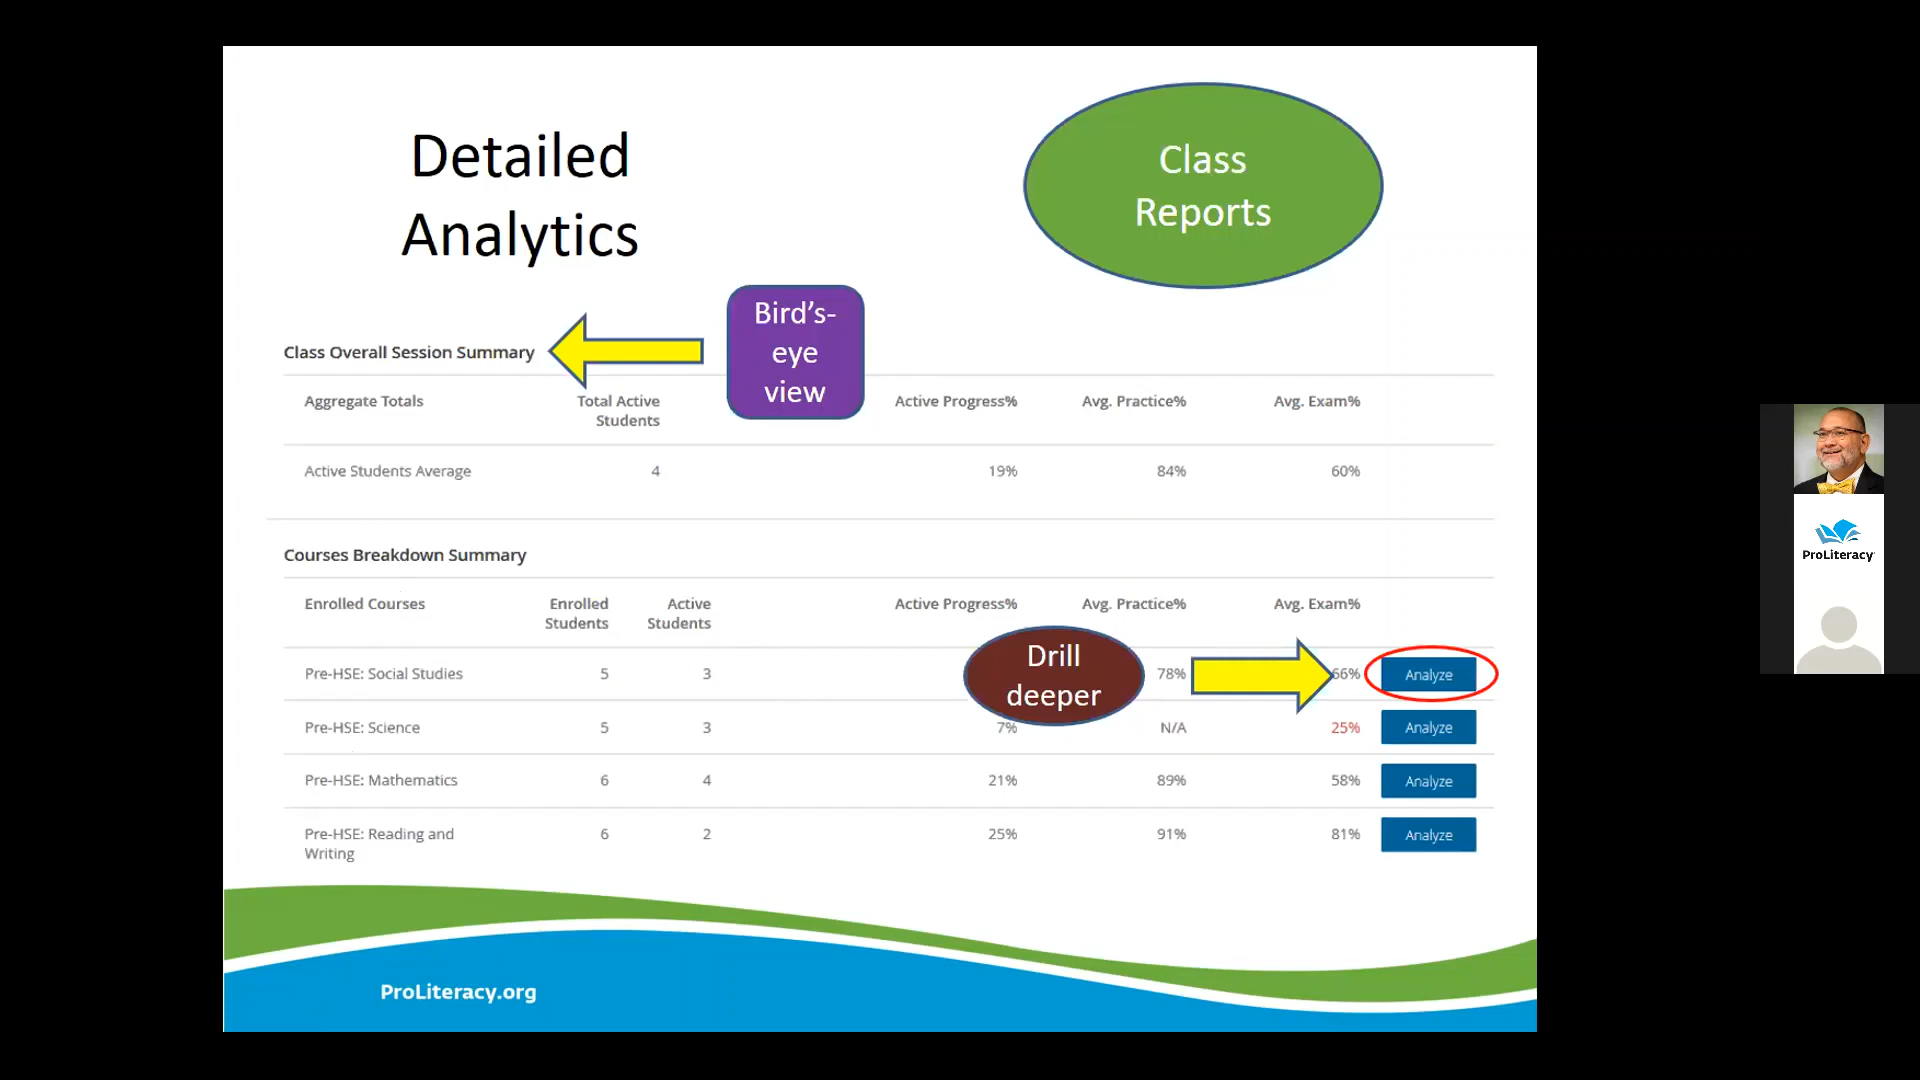 Detailed
Analytics
Class
Reports
Bird's-
eye
view
Class Overall Session Summary
Aggregate Totals Total Active Students Active Progress% Avg. Practice% Avg. Exam%
Active Students Average 4 19% 84% 60%
Courses Breakdown Summary
Enrolled Courses Enrolled Students Active Students Active Progress% Avg. Practice% Avg. Exam%
Drill
deeper
Pre-HSE: Social Studies 5 3 78% 66% Analyze
Pre-HSE: Science 5 3 7% N/A 25% Analyze
Pre-HSE: Mathematics 6 4 21% 89% 58% Analyze
Pre-HSE: Reading and Writing 6 2 25% 91% 81% Analyze
ProLiteracy.org
ProLiteracy